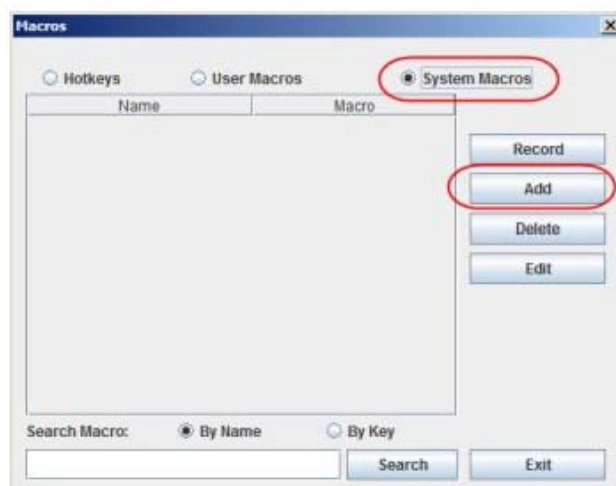 Macros
Hotkeys User Macros System Macros
Name Macro
Record
Add
Delete
Edit
Search Macro: By Name By Key
Search Exit